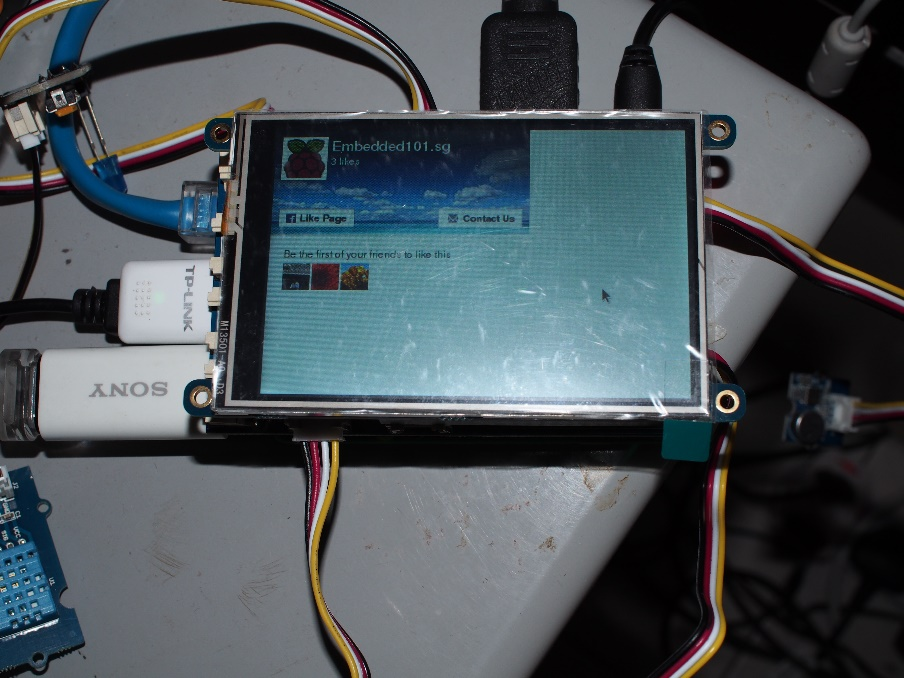 Embedded101.sg
3 likes
Like Page
Contact Us
Be the first of your friends to like this
TP-LINK
SONY